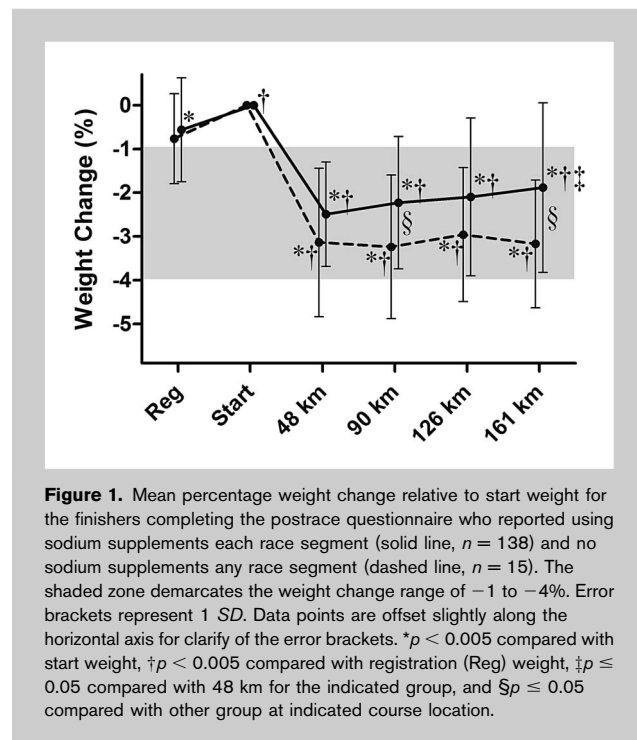 0
*
†
-1
-2
*†
*†
*†
*†‡
§
§
-3
*†
*†
*†
*†
-4
-5
Weight Change (%)
Reg
Start
48 km
90 km
126 km
161 km
Figure 1. Mean percentage weight change relative to start weight for
the finishers completing the postrace questionnaire who reported using
sodium supplements each race segment (solid line, n = 138) and no
sodium supplements any race segment (dashed line, n = 15). The
shaded zone demarcates the weight change range of −1 to −4%. Error
brackets represent 1 SD. Data points are offset slightly along the
horizontal axis for clarify of the error brackets. *p < 0.005 compared with
start weight, †p < 0.005 compared with registration (Reg) weight, ‡p ≤
0.05 compared with 48 km for the indicated group, and §p ≤ 0.05
compared with other group at indicated course location.